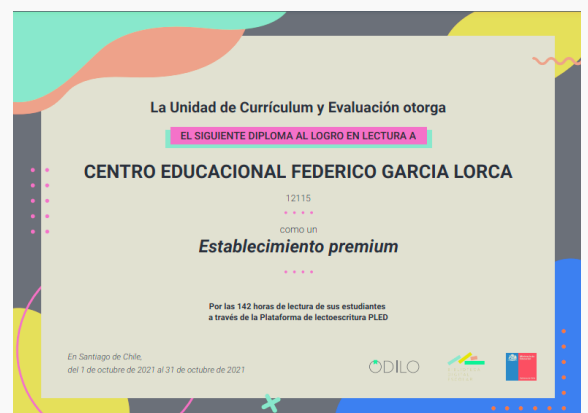 La Unidad de Currículum y Evaluación otorga
EL SIGUIENTE DIPLOMA AL LOGRO EN LECTURA A
CENTRO EDUCACIONAL FEDERICO GARCIA LORCA
12115
como un
Establecimiento premium
Por las 142 horas de lectura de sus estudiantes
a través de la Plataforma de lectoescritura PLED
En Santiago de Chile,
del 1 de octubre de 2021 al 31 de octubre de 2021
ODILO